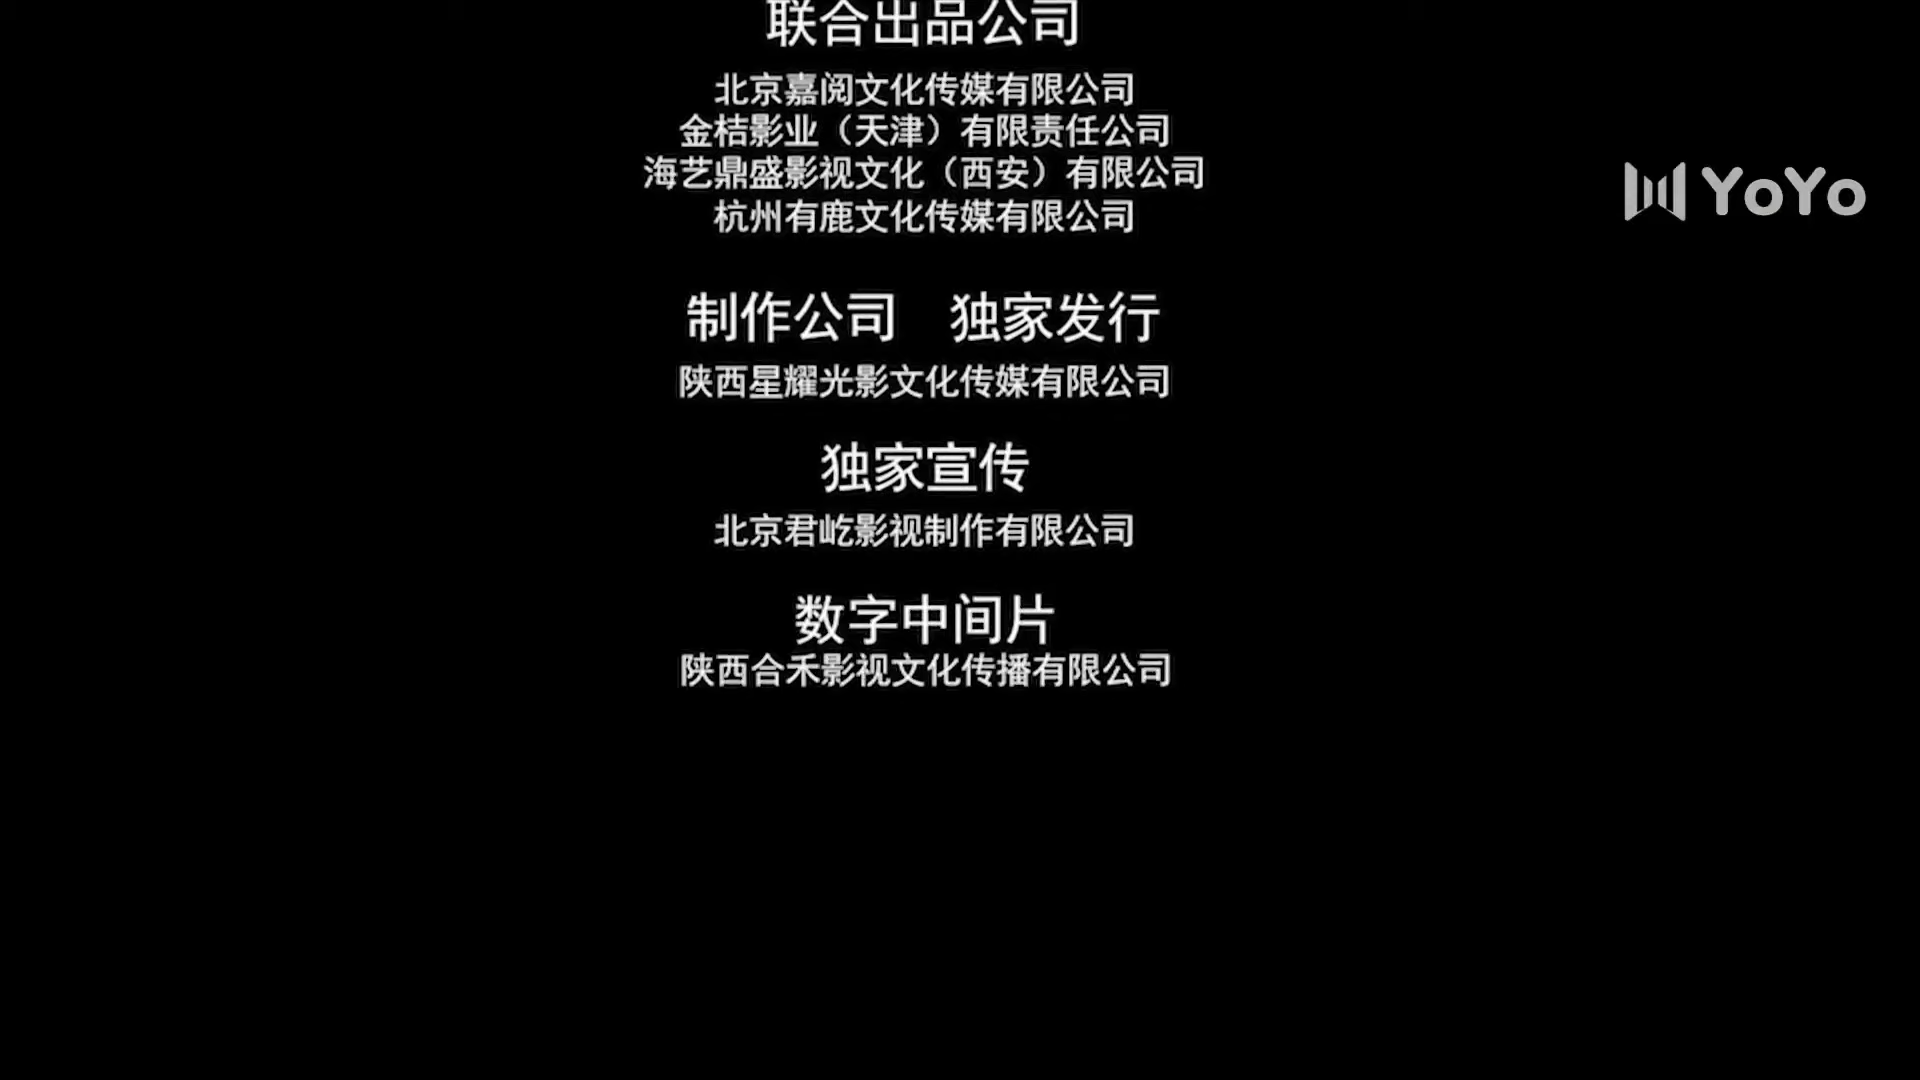 联合出品公司
北京嘉阅文化传媒有限公司
金桔影业（天津）有限责任公司
海艺鼎盛影视文化（西安）有限公司
杭州有鹿文化传媒有限公司
YoYo
制作公司 独家发行
陕西星耀光影文化传媒有限公司
独家宣传
北京君屹影视制作有限公司
数字中间片
陕西合禾影视文化传播有限公司